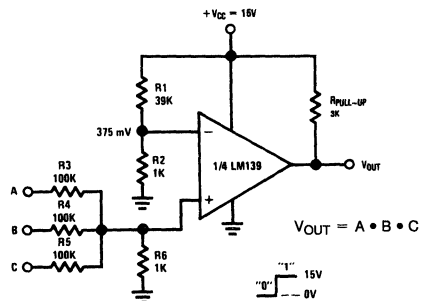 + VCC = 15V
R1
39K
RPULL-UP
3K
375 mV
−
R2
1K
1/4 LM139
VOUT
+
R3
100K
A
R4
100K
B
R5
100K
C
R6
1K
VOUT = A • B • C
"1"
15V
"0"
0V